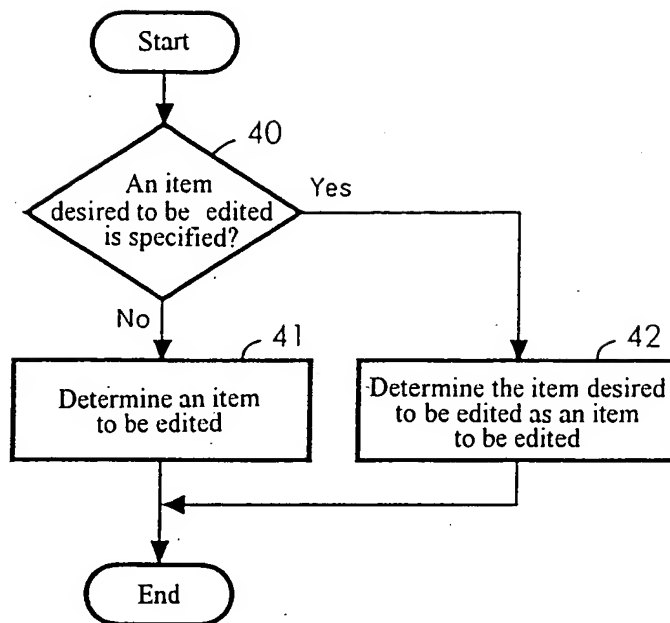 Start
40
An item
desired to be edited
is specified?
Yes
No
41
Determine an item
to be edited
42
Determine the item desired
to be edited as an item
to be edited
End